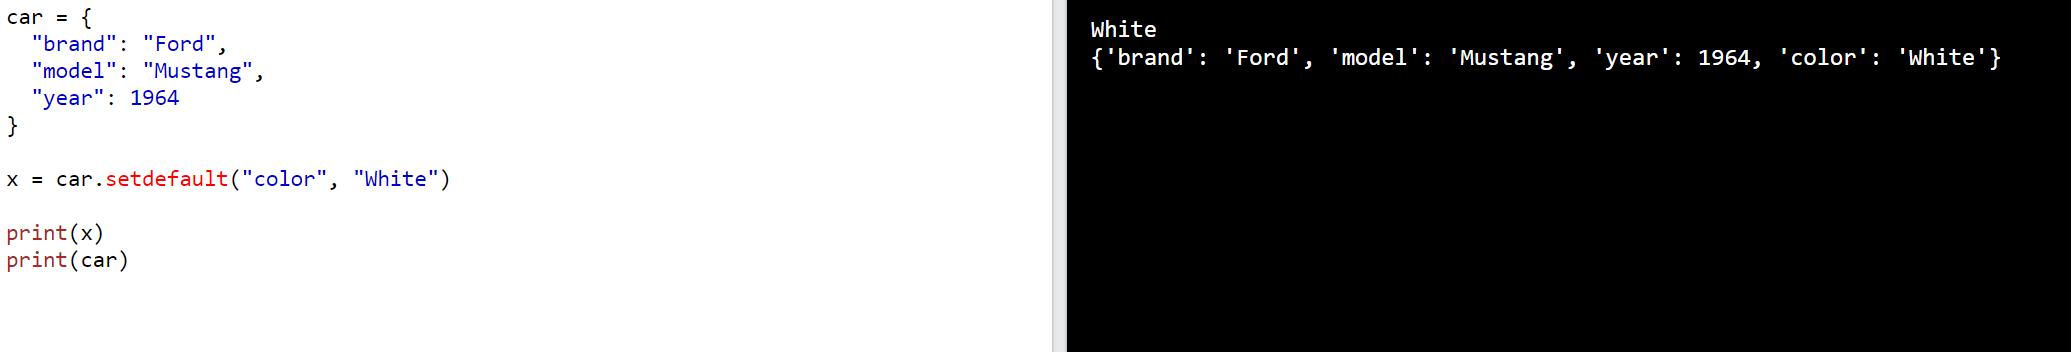 car = {
  "brand": "Ford",
  "model": "Mustang",
  "year": 1964
}
x = car.setdefault("color", "White")
print(x)
print(car)
White
{'brand': 'Ford', 'model': 'Mustang', 'year': 1964, 'color': 'White'}